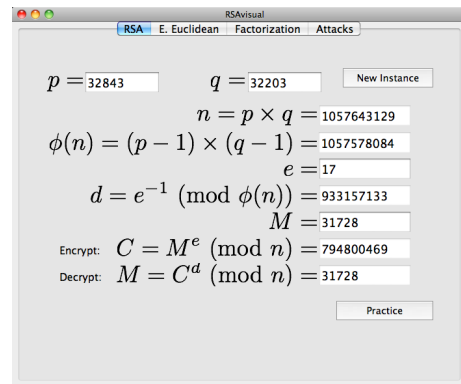 RSAvisual
RSA E. Euclidean Factorization Attacks
p = 32843 q = 32203 New Instance
n = p × q = 1057643129
ϕ(n) = (p − 1) × (q − 1) = 1057578084
e = 17
d = e⁻¹ (mod ϕ(n)) = 933157133
M = 31728
Encrypt: C = Mᵉ (mod n) = 794800469
Decrypt: M = Cᵈ (mod n) = 31728
Practice